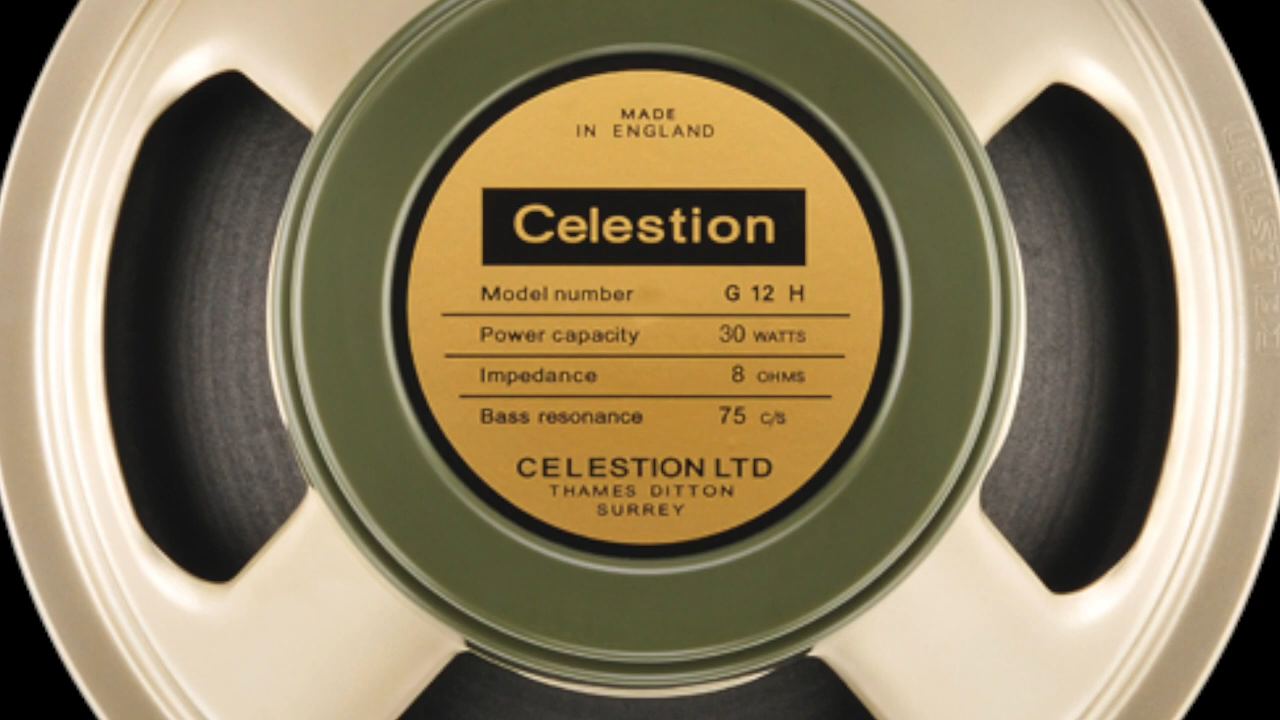 MADE
IN ENGLAND
Celestion
Model number G 12 H
Power capacity 30 WATTS
Impedance 8 OHMS
Bass resonance 75 C/S
CELESTION LTD
THAMES DITTON
SURREY
CELESTION